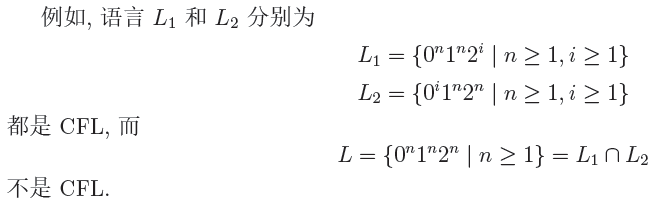 例如, 语言 L₁ 和 L₂ 分别为
L₁ = {0ⁿ1ⁿ2ⁱ | n ≥ 1, i ≥ 1}
L₂ = {0ⁱ1ⁿ2ⁿ | n ≥ 1, i ≥ 1}
都是 CFL, 而
L = {0ⁿ1ⁿ2ⁿ | n ≥ 1} = L₁ ∩ L₂
不是 CFL.